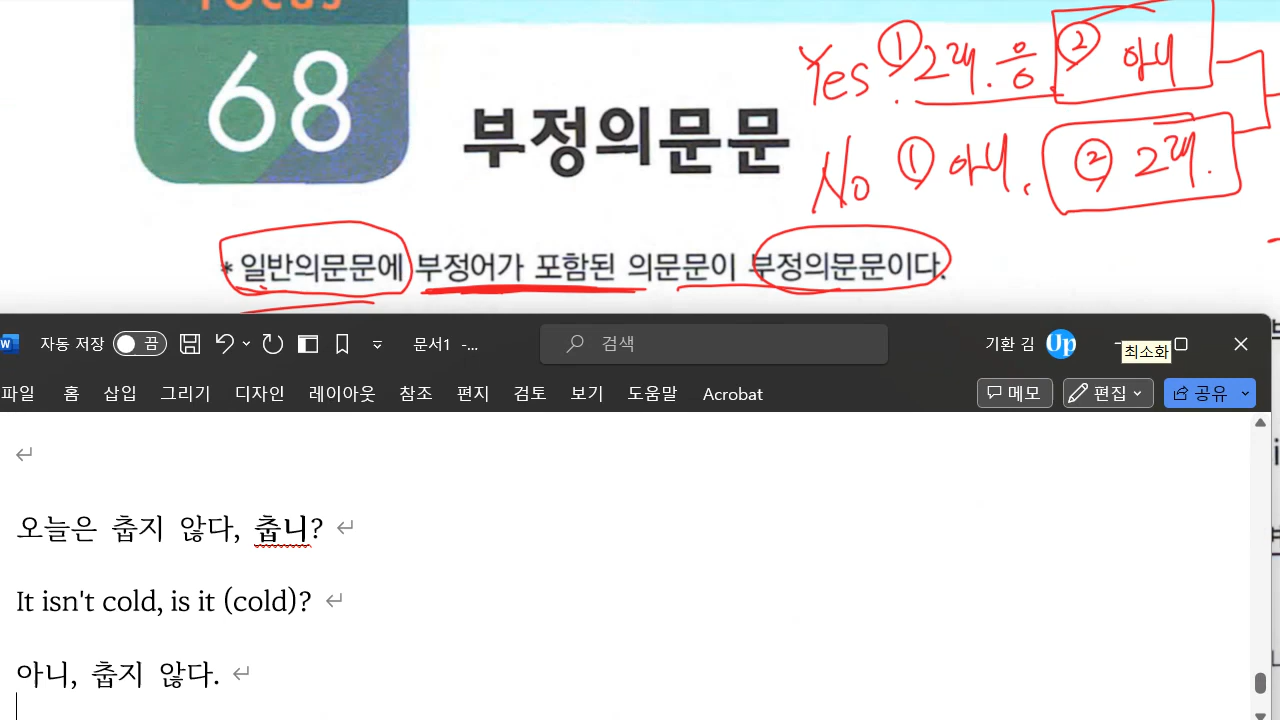 FOCUS
68
부정의문문
Yes ① 그래. 응 ② 아니
No ① 아니. ② 그래.
* 일반의문문에 부정어가 포함된 의문문이 부정의문문이다.
자동 저장 끔 문서1 -... 검색 기환 김 Up
최소화
파일 홈 삽입 그리기 디자인 레이아웃 참조 편지 검토 보기 도움말 Acrobat 메모 편집 공유
오늘은 춥지 않다, 춥니?
It isn't cold, is it (cold)?
아니, 춥지 않다.